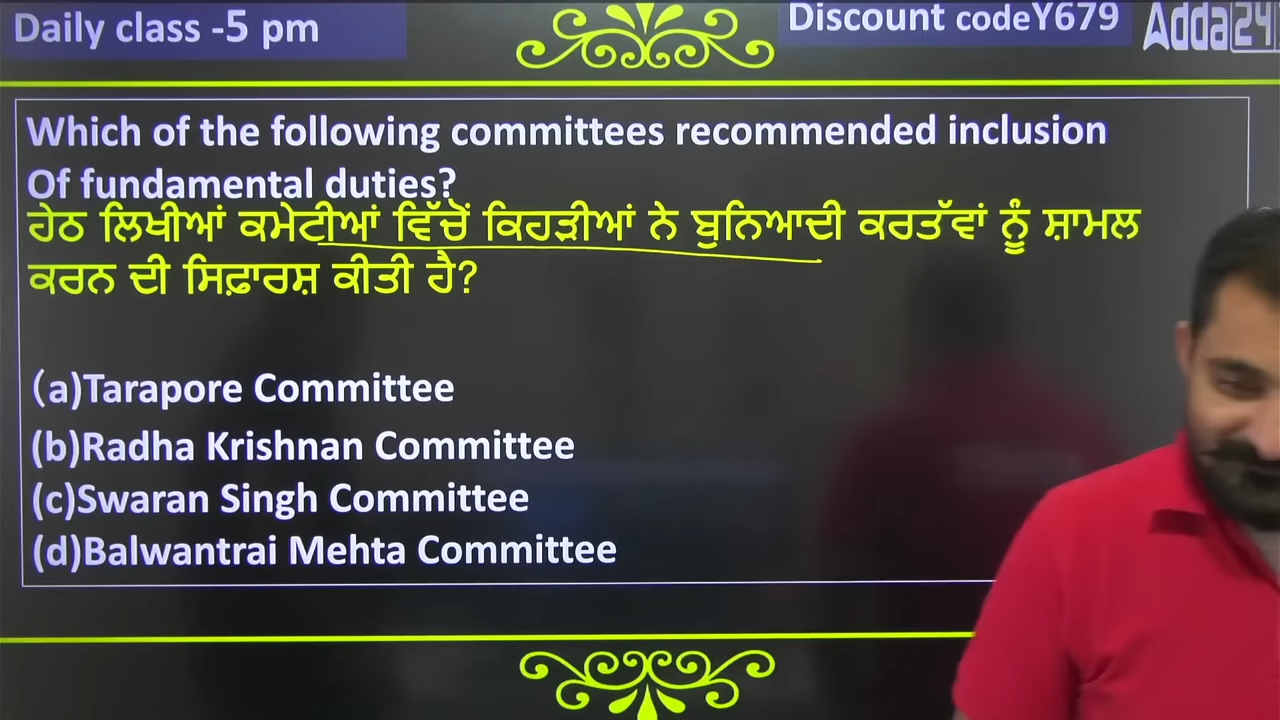 Daily class -5 pm
Discount codeY679
Adda24
Which of the following committees recommended inclusion
Of fundamental duties?
ਹੇਠ ਲਿਖੀਆਂ ਕਮੇਟੀਆਂ ਵਿੱਚੋਂ ਕਿਹੜੀਆਂ ਨੇ ਬੁਨਿਆਦੀ ਕਰਤੱਵਾਂ ਨੂੰ ਸ਼ਾਮਲ
ਕਰਨ ਦੀ ਸਿਫ਼ਾਰਸ਼ ਕੀਤੀ ਹੈ?
(a)Tarapore Committee
(b)Radha Krishnan Committee
(c)Swaran Singh Committee
(d)Balwantrai Mehta Committee